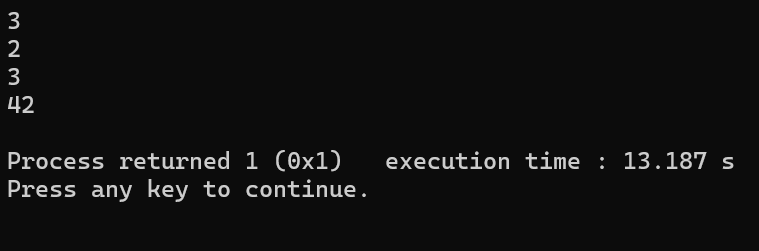 3
2
3
42
Process returned 1 (0x1)   execution time : 13.187 s
Press any key to continue.